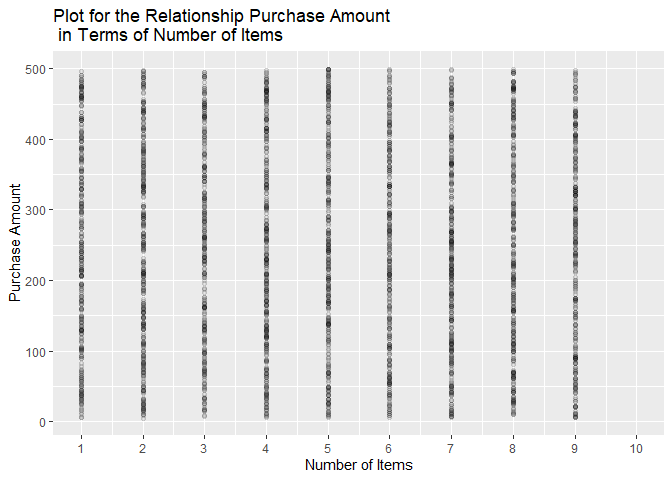 Plot for the Relationship Purchase Amount
in Terms of Number of Items
500
400
300
200
100
0
Purchase Amount
1 2 3 4 5 6 7 8 9 10
Number of Items